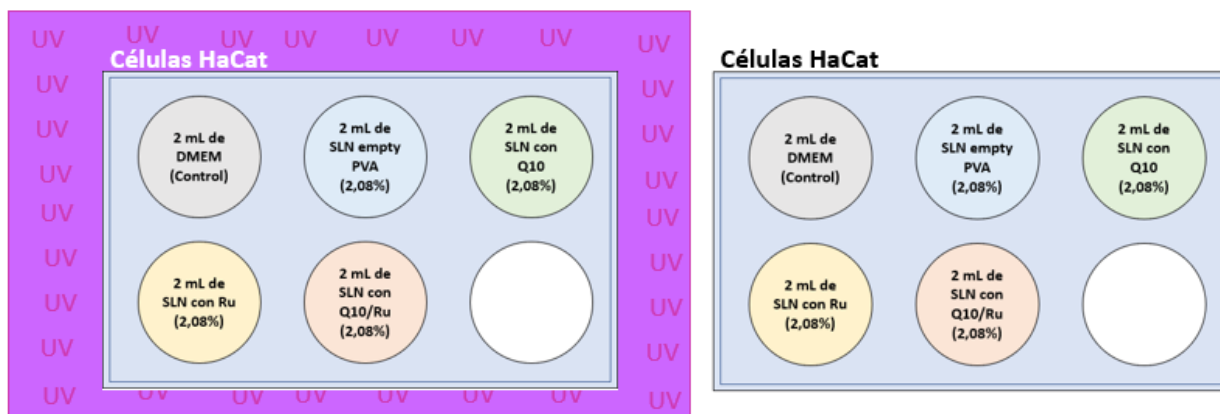 UV UV UV UV UV UV UV UV
Células HaCat
UV UV
UV UV
UV UV
UV UV
UV UV
UV UV
UV UV
UV UV UV UV UV UV UV UV
2 mL de
DMEM
(Control)
2 mL de
SLN empty
PVA
(2,08%)
2 mL de
SLN con
Q10
(2,08%)
2 mL de
SLN con Ru
(2,08%)
2 mL de
SLN con
Q10/Ru
(2,08%)
Células HaCat
2 mL de
DMEM
(Control)
2 mL de
SLN empty
PVA
(2,08%)
2 mL de
SLN con
Q10
(2,08%)
2 mL de
SLN con Ru
(2,08%)
2 mL de
SLN con
Q10/Ru
(2,08%)